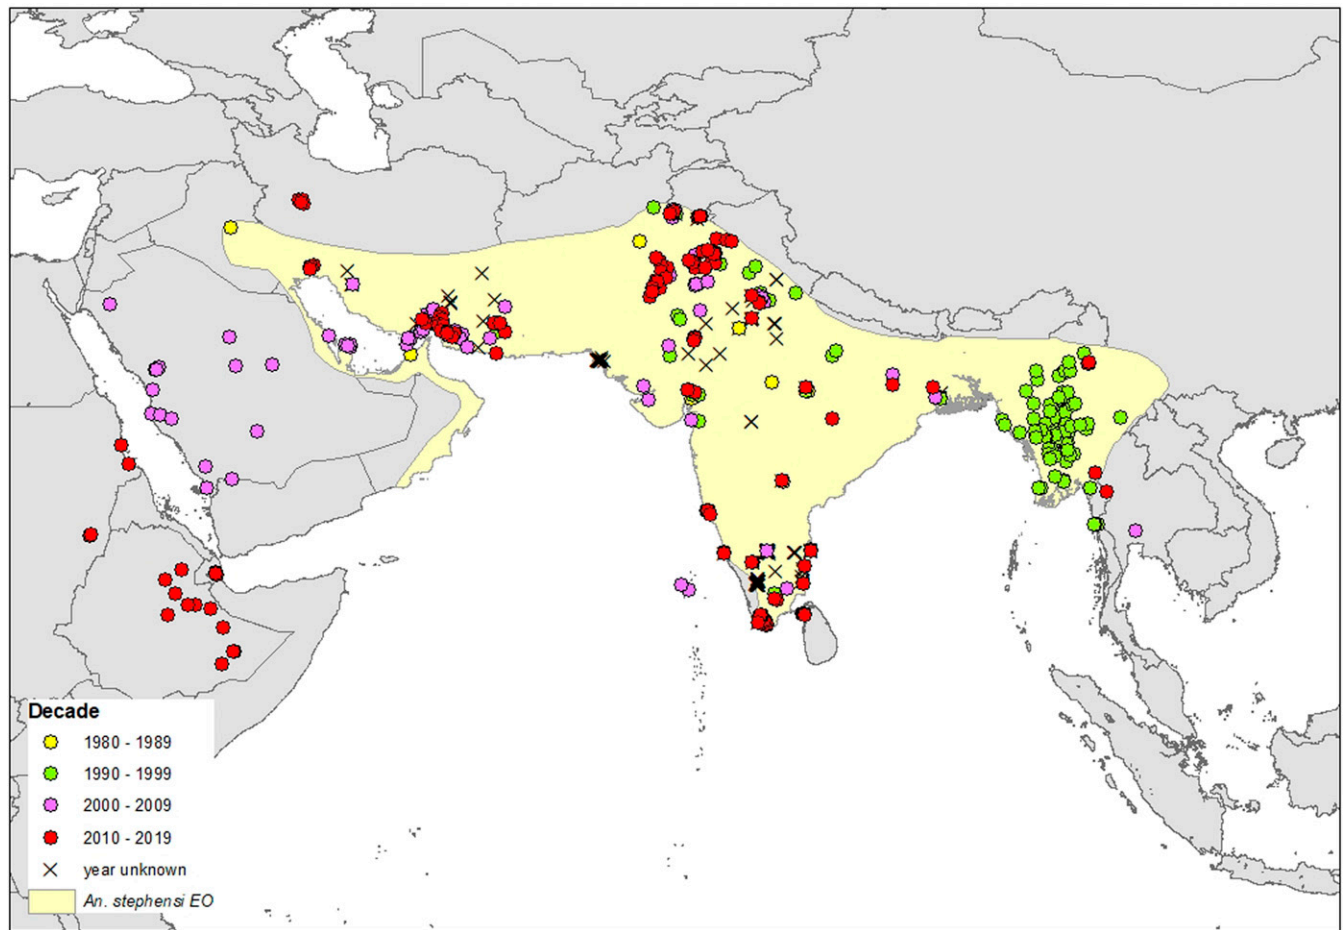 Decade
1980 - 1989
1990 - 1999
2000 - 2009
2010 - 2019
year unknown
An. stephensi EO